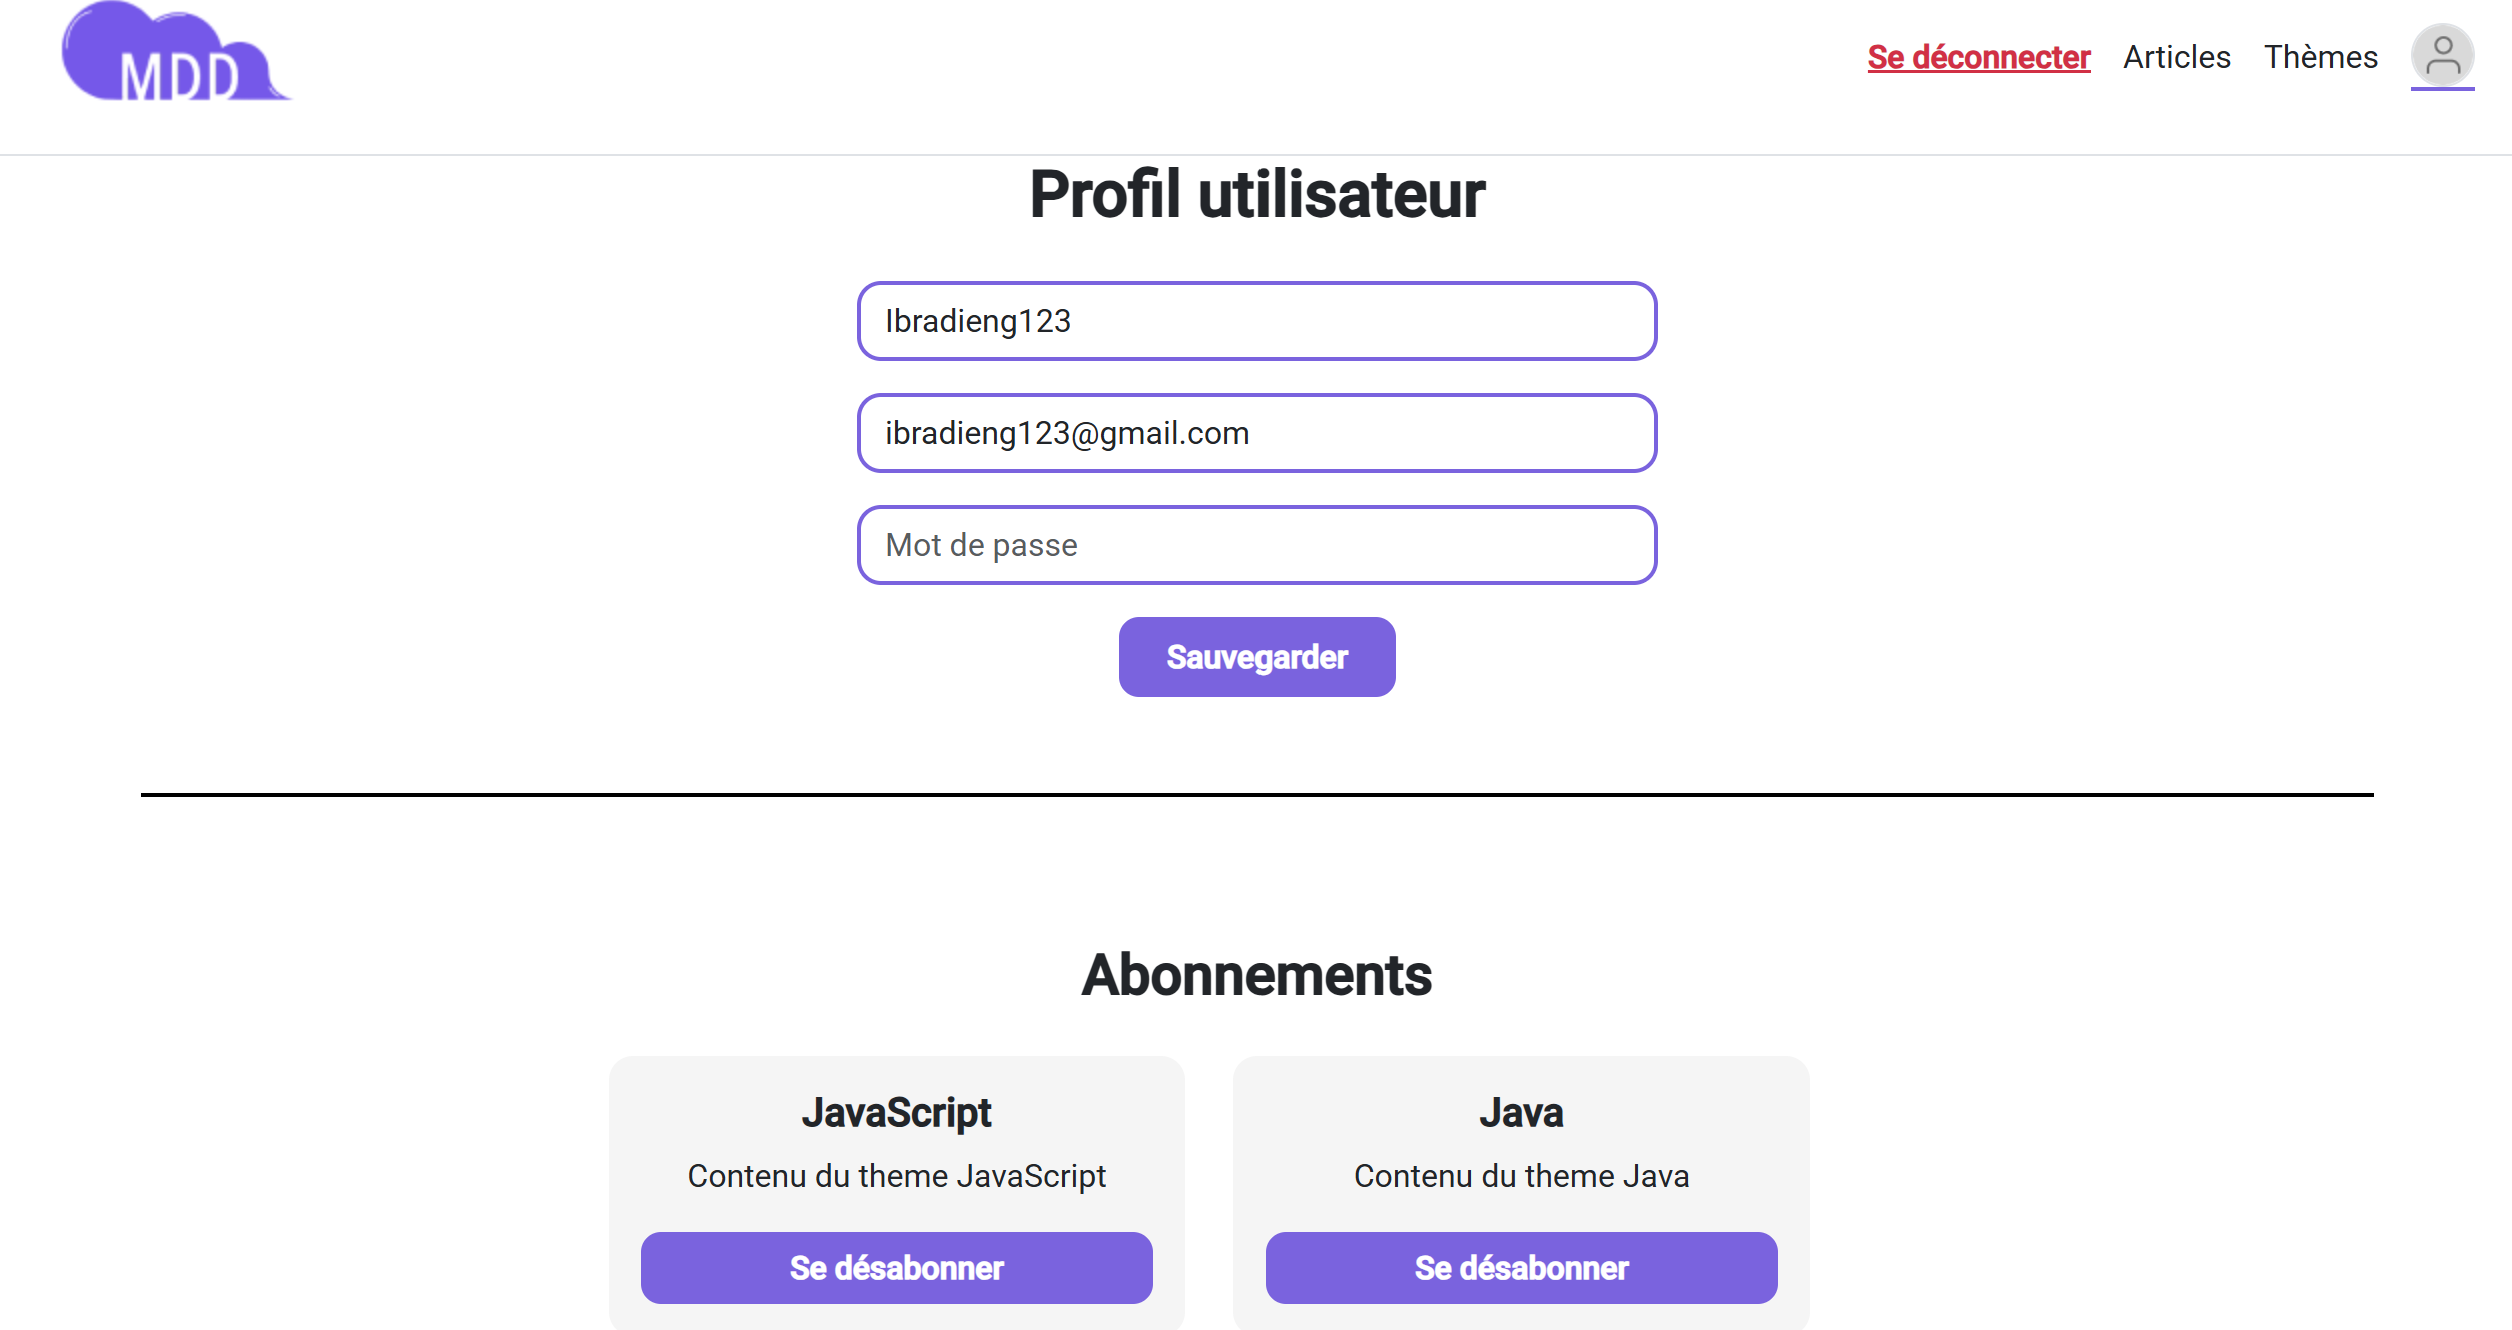 MDD
Se déconnecter Articles Thèmes
Profil utilisateur
Ibradieng123
ibradieng123@gmail.com
Mot de passe
Sauvegarder
Abonnements
JavaScript
Contenu du theme JavaScript
Se désabonner
Java
Contenu du theme Java
Se désabonner